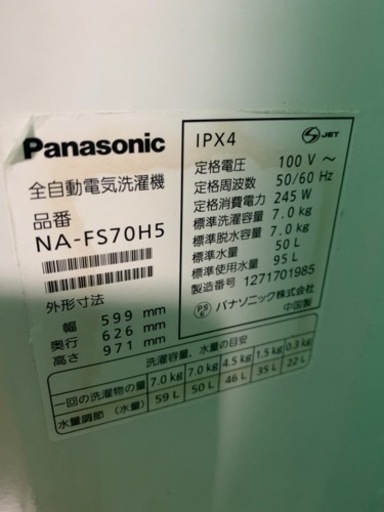 Panasonic
全自動電気洗濯機
品番
NA-FS70H5
外形寸法
幅 599 mm
奥行 626 mm
高さ 971 mm
IPX4
S JET
定格電圧 100 V ～
定格周波数 50/60 Hz
定格消費電力 245 W
標準洗濯容量 7.0 kg
標準脱水容量 7.0 kg
標準水量 50 L
標準使用水量 95 L
製造番号 1271701985
PS E パナソニック株式会社
中国製
洗濯容量、水量の目安
一回の洗濯物の量 7.0 kg 7.0 kg 4.5 kg 1.5 kg 0.3 kg
水量調節 (水量) 59 L 50 L 46 L 35 L 22 L